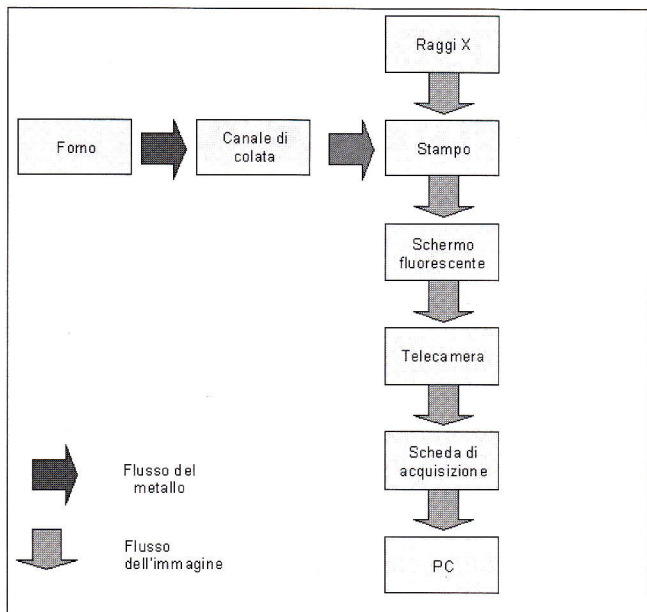 Raggi X
Forno
Canale di
colata
Stampo
Schermo
fluorescente
Telecamera
Scheda di
acquisizione
PC
Flusso del
metallo
Flusso
dell'immagine